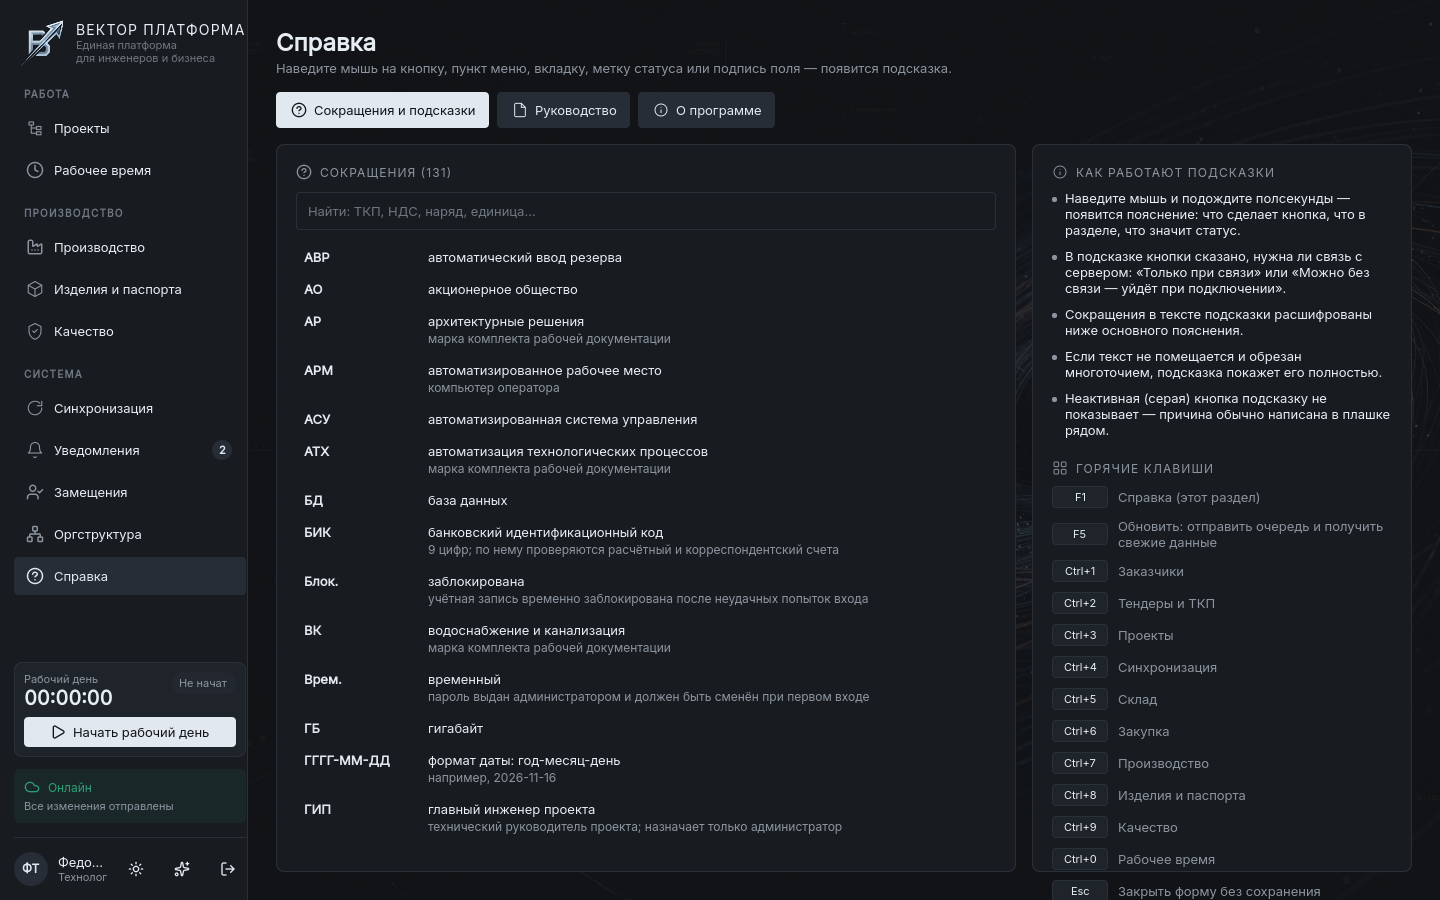 ВЕКТОР ПЛАТФОРМА
Единая платформа
для инженеров и бизнеса
РАБОТА
Проекты
Рабочее время
ПРОИЗВОДСТВО
Производство
Изделия и паспорта
Качество
СИСТЕМА
Синхронизация
Уведомления 2
Замещения
Оргструктура
Справка
Рабочий день
00:00:00
Не начат
Начать рабочий день
Онлайн
Все изменения отправлены
ФТ
Федо...
Технолог
Справка
Наведите мышь на кнопку, пункт меню, вкладку, метку статуса или подпись поля — появится подсказка.
Сокращения и подсказки
Руководство
О программе
СОКРАЩЕНИЯ (131)
Найти: ТКП, НДС, наряд, единица...
АВР автоматический ввод резерва
АО акционерное общество
АР архитектурные решения
марка комплекта рабочей документации
АРМ автоматизированное рабочее место
компьютер оператора
АСУ автоматизированная система управления
АТХ автоматизация технологических процессов
марка комплекта рабочей документации
БД база данных
БИК банковский идентификационный код
9 цифр; по нему проверяются расчётный и корреспондентский счета
Блок. заблокирована
учётная запись временно заблокирована после неудачных попыток входа
ВК водоснабжение и канализация
марка комплекта рабочей документации
Врем. временный
пароль выдан администратором и должен быть сменён при первом входе
ГБ гигабайт
ГГГГ-ММ-ДД формат даты: год-месяц-день
например, 2026-11-16
ГИП главный инженер проекта
технический руководитель проекта; назначает только администратор
КАК РАБОТАЮТ ПОДСКАЗКИ
Наведите мышь и подождите полсекунды —
появится пояснение: что сделает кнопка, что в
разделе, что значит статус.
В подсказке кнопки сказано, нужна ли связь с
сервером: «Только при связи» или «Можно без
связи — уйдёт при подключении».
Сокращения в тексте подсказки расшифрованы
ниже основного пояснения.
Если текст не помещается и обрезан
многоточием, подсказка покажет его полностью.
Неактивная (серая) кнопка подсказку не
показывает — причина обычно написана в плашке
рядом.
ГОРЯЧИЕ КЛАВИШИ
F1 Справка (этот раздел)
F5 Обновить: отправить очередь и получить
свежие данные
Ctrl+1 Заказчики
Ctrl+2 Тендеры и ТКП
Ctrl+3 Проекты
Ctrl+4 Синхронизация
Ctrl+5 Склад
Ctrl+6 Закупка
Ctrl+7 Производство
Ctrl+8 Изделия и паспорта
Ctrl+9 Качество
Ctrl+0 Рабочее время
Esc Закрыть форму без сохранения